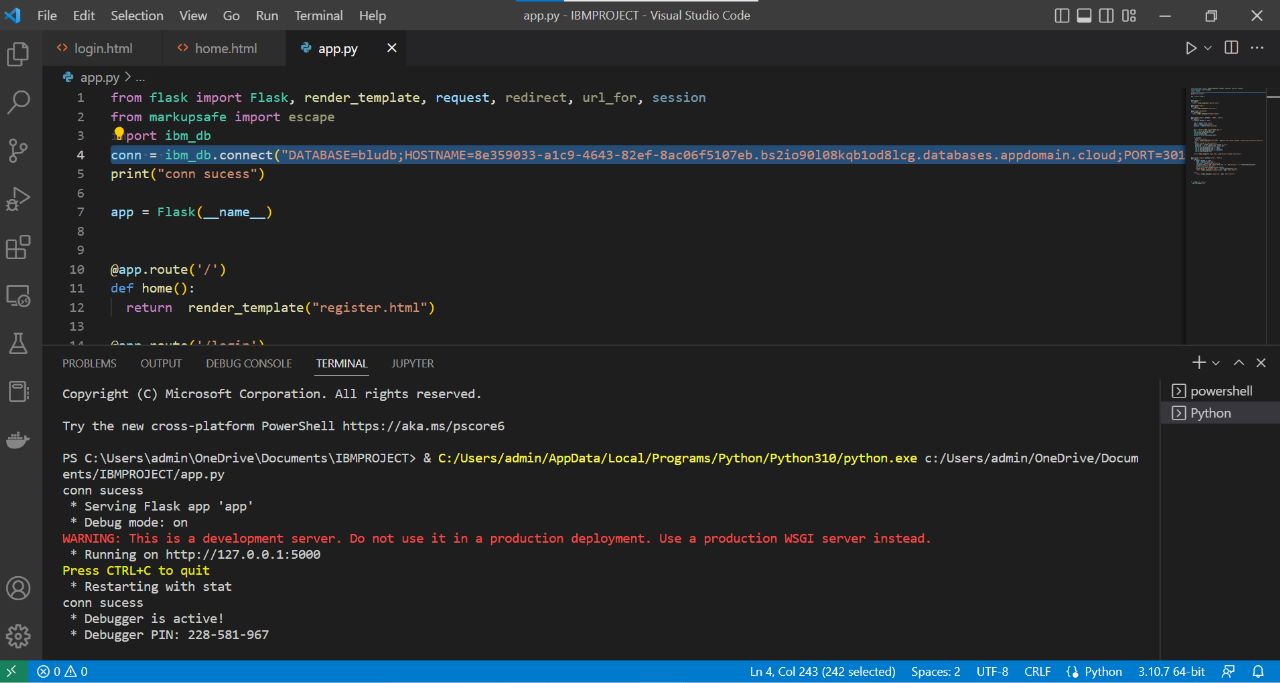 File Edit Selection View Go Run Terminal Help app.py - IBMPROJECT - Visual Studio Code
<> login.html <> home.html app.py
app.py > ...
1 from flask import Flask, render_template, request, redirect, url_for, session
2 from markupsafe import escape
3 port ibm_db
4 conn = ibm_db.connect("DATABASE=bludb;HOSTNAME=8e359033-a1c9-4643-82ef-8ac06f5107eb.bs2io90l08kqb1od8lcg.databases.appdomain.cloud;PORT=301
5 print("conn sucess")
6
7 app = Flask(__name__)
8
9
10 @app.route('/')
11 def home():
12 return render_template("register.html")
13
14 @app.route('/login')
PROBLEMS OUTPUT DEBUG CONSOLE TERMINAL JUPYTER
Copyright (C) Microsoft Corporation. All rights reserved.
powershell
Python
Try the new cross-platform PowerShell https://aka.ms/pscore6
PS C:\Users\admin\OneDrive\Documents\IBMPROJECT> & C:/Users/admin/AppData/Local/Programs/Python/Python310/python.exe c:/Users/admin/OneDrive/Docum
ents/IBMPROJECT/app.py
conn sucess
* Serving Flask app 'app'
* Debug mode: on
WARNING: This is a development server. Do not use it in a production deployment. Use a production WSGI server instead.
* Running on http://127.0.0.1:5000
Press CTRL+C to quit
* Restarting with stat
conn sucess
* Debugger is active!
* Debugger PIN: 228-581-967
0 0 Ln 4, Col 243 (242 selected) Spaces: 2 UTF-8 CRLF Python 3.10.7 64-bit